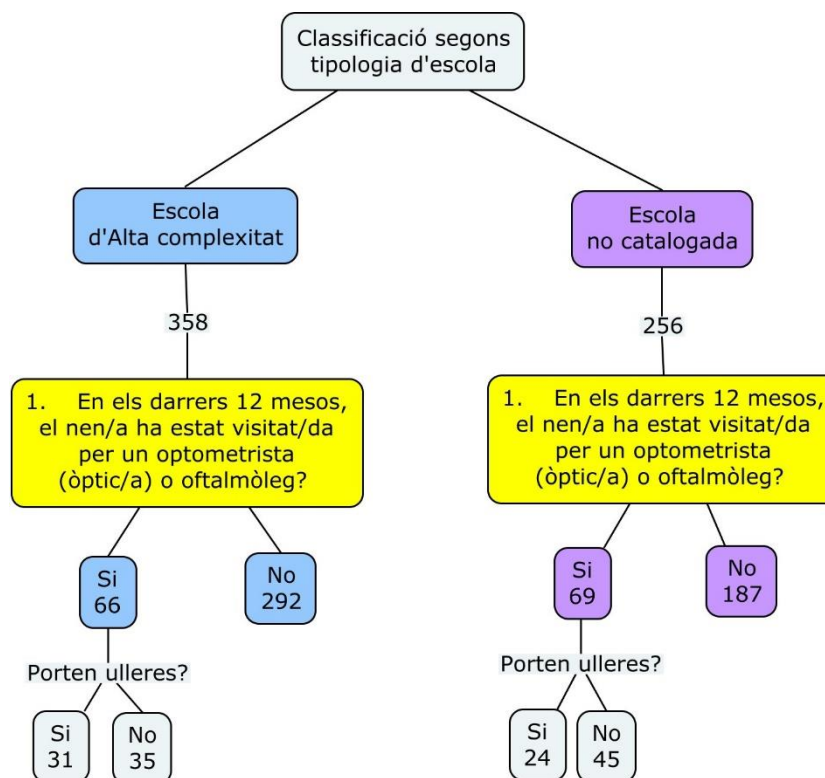 Classificació segons
tipologia d'escola
Escola
d'Alta complexitat
358
1. En els darrers 12 mesos,
el nen/a ha estat visitat/da
per un optometrista
(òptic/a) o oftalmòleg?
Si
66
No
292
Porten ulleres?
Si
31
No
35
Escola
no catalogada
256
1. En els darrers 12 mesos,
el nen/a ha estat visitat/da
per un optometrista
(òptic/a) o oftalmòleg?
Si
69
No
187
Porten ulleres?
Si
24
No
45